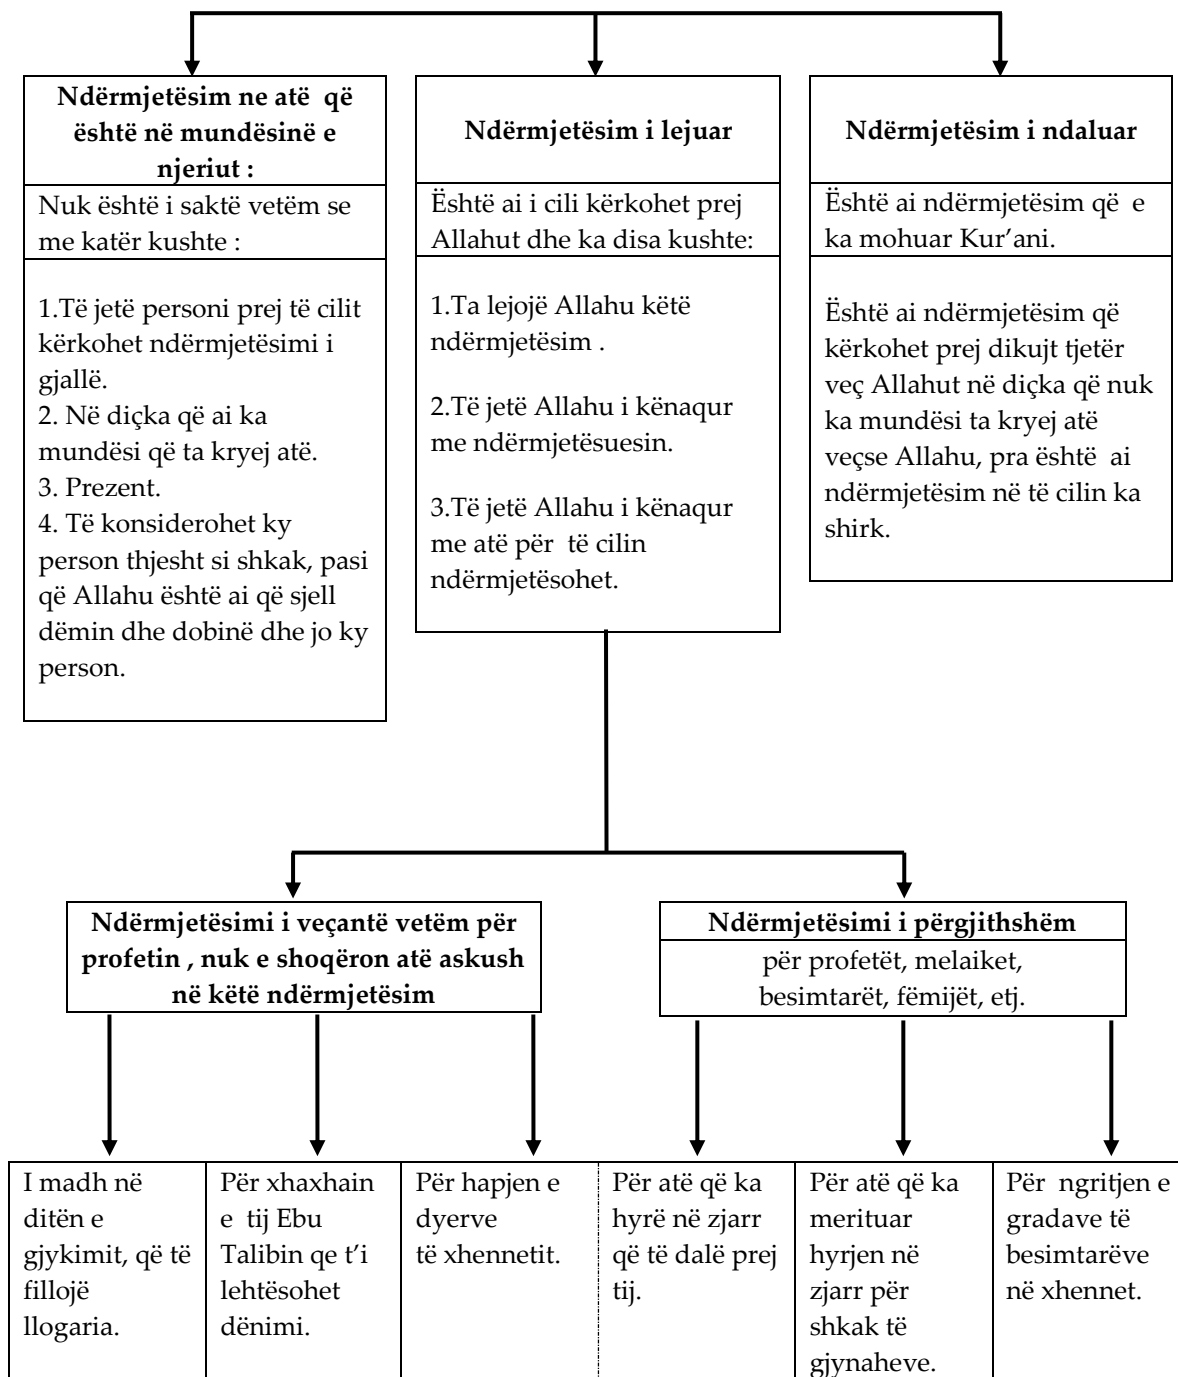 Ndërmjetësim ne atë që
është në mundësinë e
njeriut :
Nuk është i saktë vetëm se
me katër kushte :
1.Të jetë personi prej të cilit
kërkohet ndërmjetësimi i
gjallë.
2. Në diçka që ai ka
mundësi që ta kryej atë.
3. Prezent.
4. Të konsiderohet ky
person thjesht si shkak, pasi
që Allahu është ai që sjell
dëmin dhe dobinë dhe jo ky
person.
Ndërmjetësim i lejuar
Është ai i cili kërkohet prej
Allahut dhe ka disa kushte:
1.Ta lejojë Allahu këtë
ndërmjetësim .
2.Të jetë Allahu i kënaqur
me ndërmjetësuesin.
3.Të jetë Allahu i kënaqur
me atë për të cilin
ndërmjetësohet.
Ndërmjetësim i ndaluar
Është ai ndërmjetësim që e
ka mohuar Kur’ani.
Është ai ndërmjetësim që
kërkohet prej dikujt tjetër
veç Allahut në diçka që nuk
ka mundësi ta kryej atë
veçse Allahu, pra është ai
ndërmjetësim në të cilin ka
shirk.
Ndërmjetësimi i veçantë vetëm për
profetin , nuk e shoqëron atë askush
në këtë ndërmjetësim
Ndërmjetësimi i përgjithshëm
për profetët, melaiket,
besimtarët, fëmijët, etj.
I madh në
ditën e
gjykimit, që të
fillojë
llogaria.
Për xhaxhain
e tij Ebu
Talibin qe t’i
lehtësohet
dënimi.
Për hapjen e
dyerve
të xhennetit.
Për atë që ka
hyrë në zjarr
që të dalë prej
tij.
Për atë që ka
merituar
hyrjen në
zjarr për
shkak të
gjynaheve.
Për ngritjen e
gradave të
besimtarëve
në xhennet.